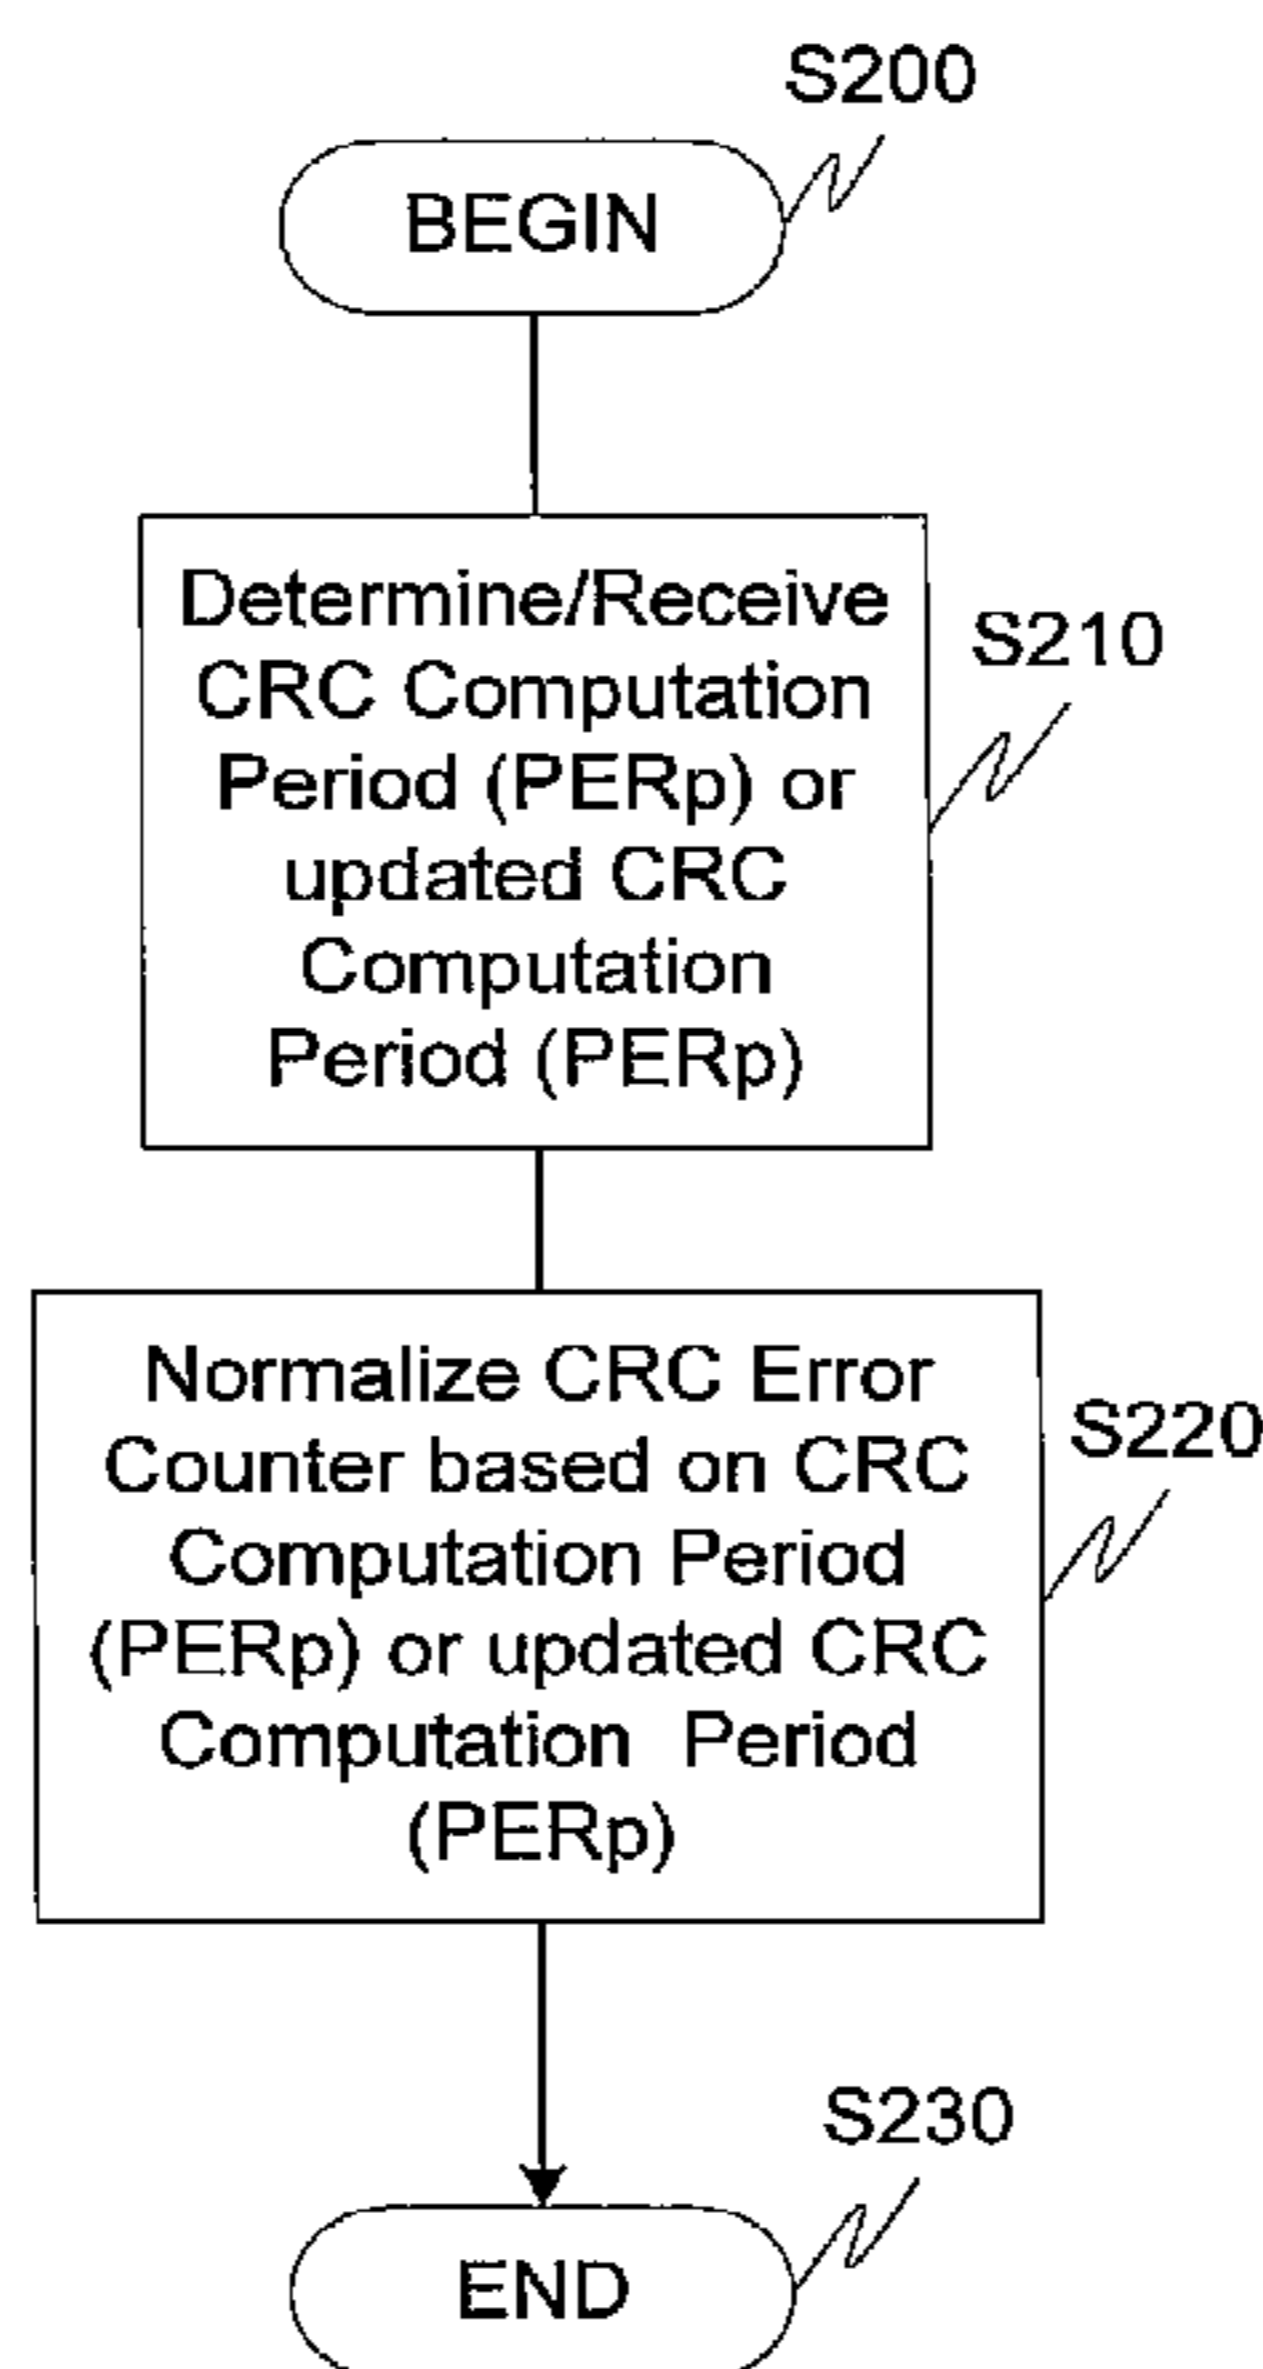 S200
BEGIN
Determine/Receive
CRC Computation
Period (PERp) or
updated CRC
Computation
Period (PERp)
S210
Normalize CRC Error
Counter based on CRC
Computation Period
(PERp) or updated CRC
Computation Period
(PERp)
S220
S230
END